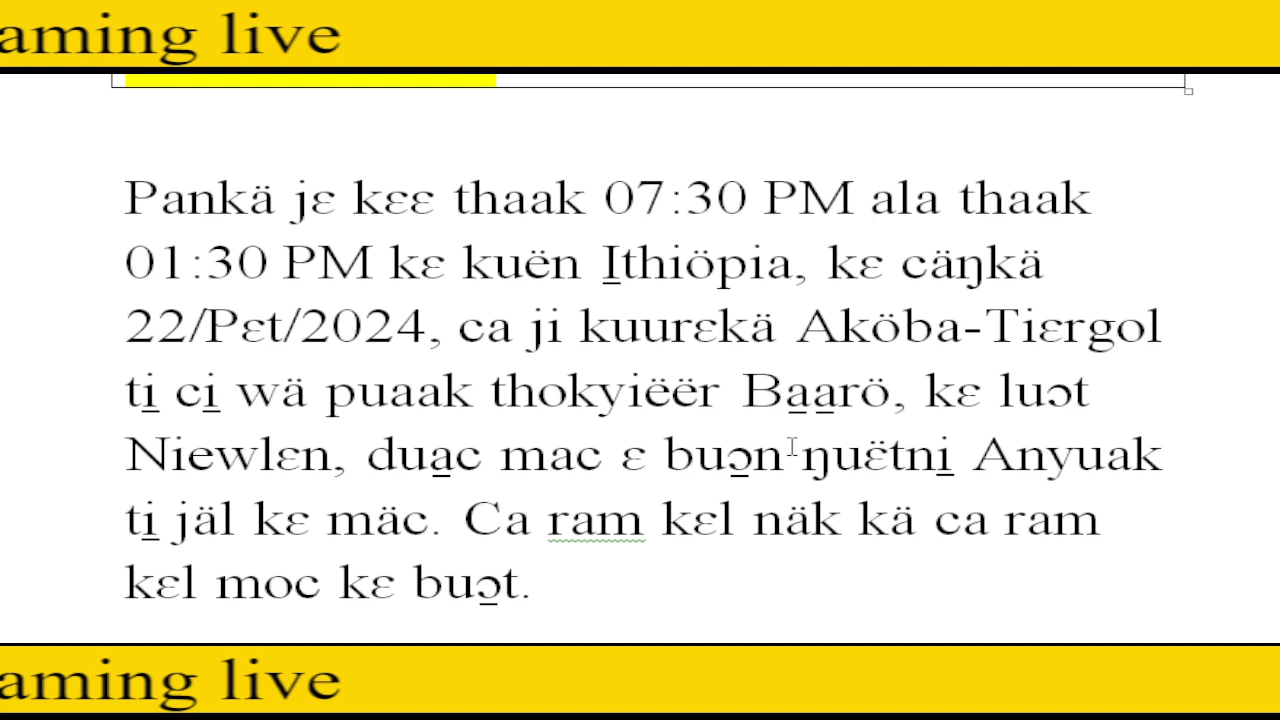 aming live
Pankä jɛ kɛɛ thaak 07:30 PM ala thaak
01:30 PM kɛ kuën I̱thiöpia, kɛ cäŋkä
22/Pɛt/2024, ca ji kuurɛkä Aköba-Tiɛrgol
ti̱ ci̱ wä puaak thokyiëër Ba̱a̱rö, kɛ luɔt
Niewlɛn, dua̱c mac ɛ buɔ̱n ŋuɛ̈tni̱ Anyuak
ti̱ jäl kɛ mäc. Ca ram kɛl näk kä ca ram
kɛl moc kɛ buɔ̱t.
aming live